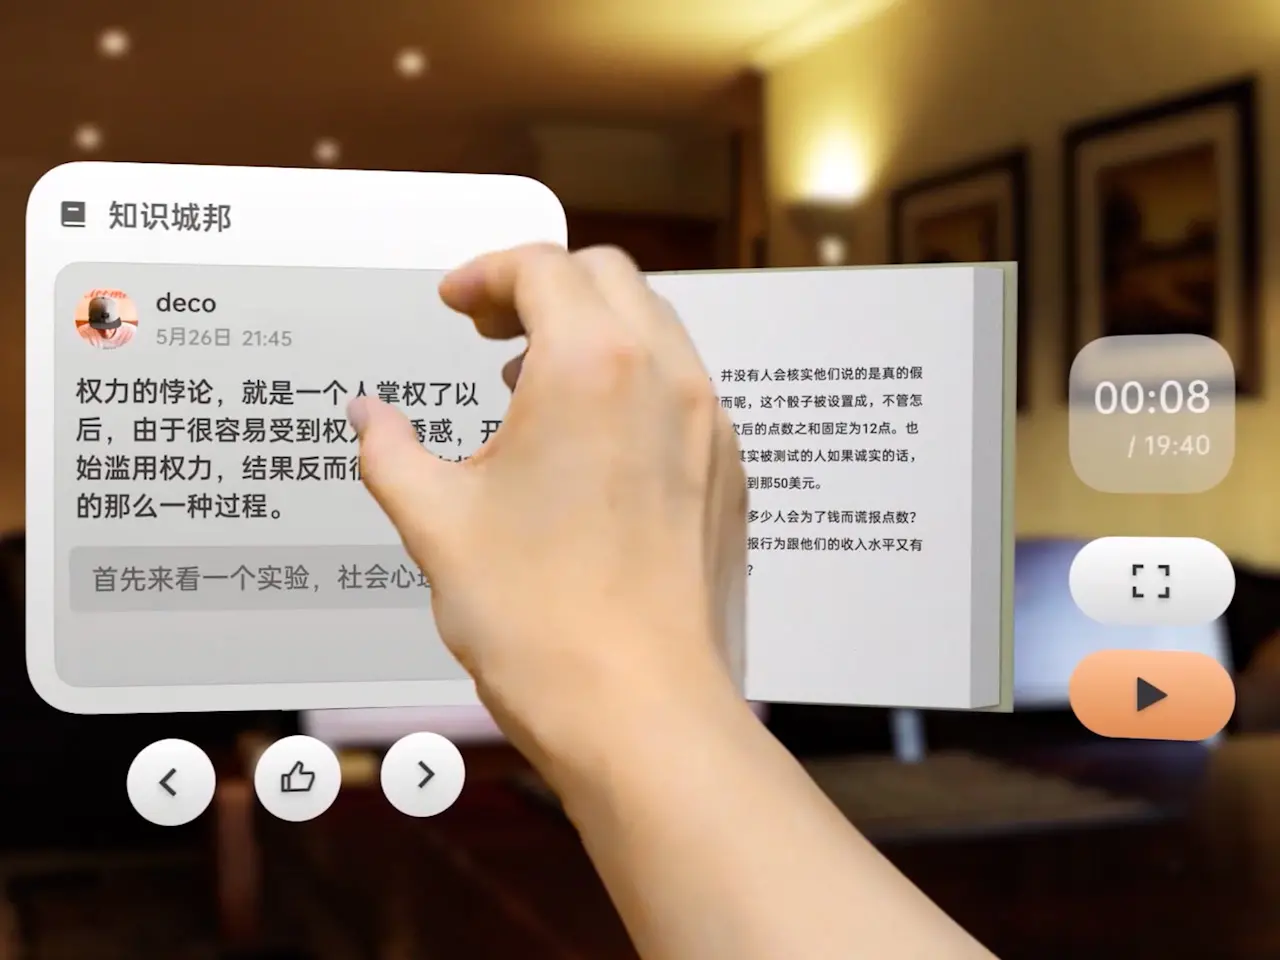 知识城邦
deco
5月26日 21:45
权力的悖论，就是一个人掌权了以
后，由于很容易受到权 诱惑，开
始滥用权力，结果反而很
的那么一种过程。
首先来看一个实验，社会心理
，并没有人会核实他们说的是真的假
而呢，这个骰子被设置成，不管怎
次后的点数之和固定为12点。也
其实被测试的人如果诚实的话，
到那50美元。
多少人会为了钱而谎报点数？
报行为跟他们的收入水平又有
？
00:08
/ 19:40